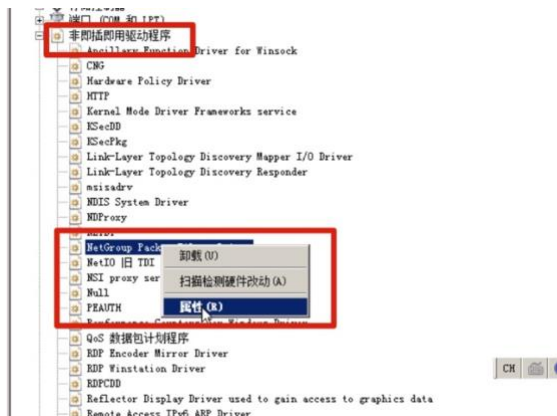 端口 (COM 和 LPT)
非即插即用驱动程序
Ancillary Function Driver for Winsock
CNG
Hardware Policy Driver
HTTP
Kernel Mode Driver Frameworks service
KSecDD
KSecPkg
Link-Layer Topology Discovery Mapper I/O Driver
Link-Layer Topology Discovery Responder
msisadrv
NDIS System Driver
NDProxy
NetGroup Pack
卸载(U)
NetIO 旧 TDI
扫描检测硬件改动(A)
NSI proxy ser
Null
属性(R)
PEAUTH
QoS 数据包计划程序
RDP Encoder Mirror Driver
RDP Winstation Driver
CH
RDPCDD
Reflector Display Driver used to gain access to graphics data
Remote Access IPv6 ARP Driver